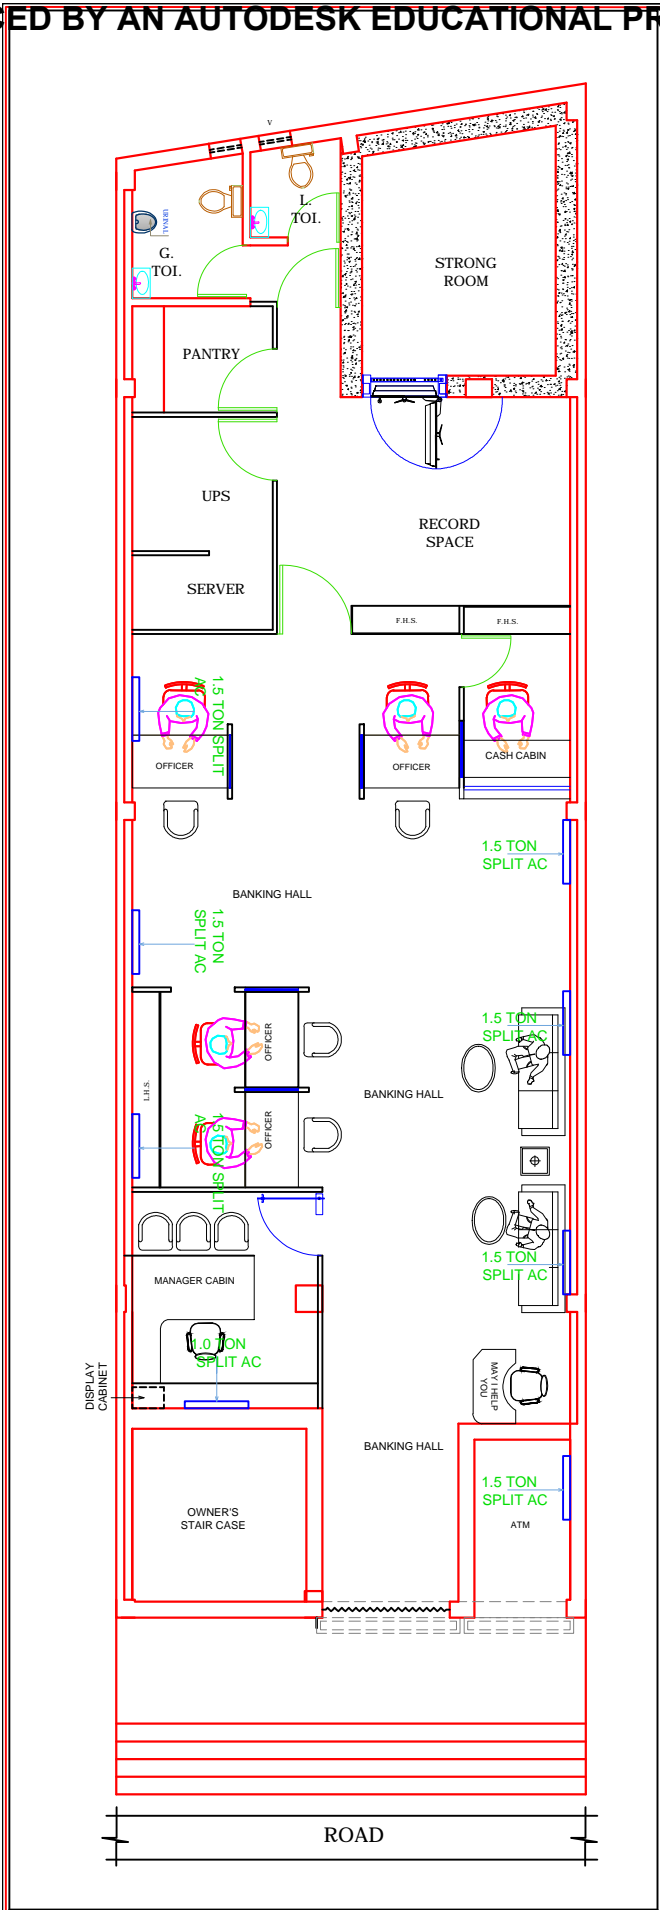 CED BY AN AUTODESK EDUCATIONAL PR
V
L.
TOI.
URINAL
G.
TOI.
STRONG
ROOM
PANTRY
UPS
RECORD
SPACE
SERVER
F.H.S.
F.H.S.
1.5 TON SPLIT
AC
OFFICER
OFFICER
CASH CABIN
1.5 TON
SPLIT AC
BANKING HALL
1.5 TON
SPLIT AC
1.5 TON
SPLIT AC
OFFICER
L.H.S.
BANKING HALL
OFFICER
1.5 TON SPLIT
AC
1.5 TON
SPLIT AC
MANAGER CABIN
1.0 TON
SPLIT AC
DISPLAY
CABINET
MAY I HELP
YOU
BANKING HALL
1.5 TON
SPLIT AC
OWNER'S
STAIR CASE
ATM
ROAD